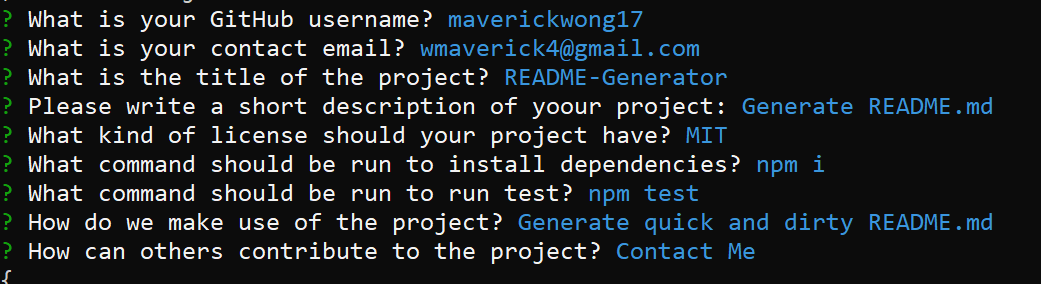 ? What is your GitHub username? maverickwong17
? What is your contact email? wmaverick4@gmail.com
? What is the title of the project? README-Generator
? Please write a short description of yoour project: Generate README.md
? What kind of license should your project have? MIT
? What command should be run to install dependencies? npm i
? What command should be run to run test? npm test
? How do we make use of the project? Generate quick and dirty README.md
? How can others contribute to the project? Contact Me
{